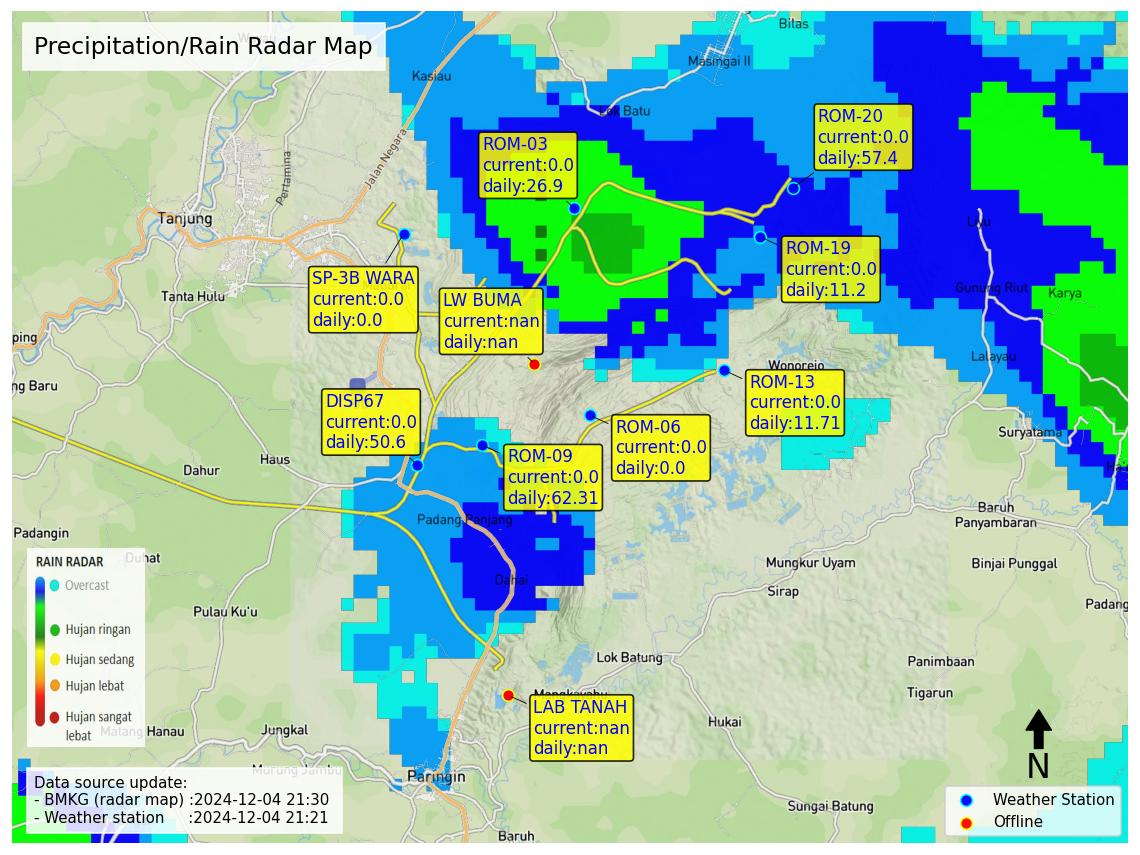 Precipitation/Rain Radar Map
Bilas
Masingai II
Kasiau
Lok Batu
Jalan Negara
Pertamina
Tanjung
Tanta Hulu
ROM-03
current:0.0
daily:26.9
ROM-20
current:0.0
daily:57.4
ROM-19
current:0.0
daily:11.2
SP-3B WARA
current:0.0
daily:0.0
LW BUMA
current:nan
daily:nan
Liyu
Gunung Riut
Karya
Lalayau
Wonorejo
ping
ng Baru
ROM-13
current:0.0
daily:11.71
DISP67
current:0.0
daily:50.6
ROM-06
current:0.0
daily:0.0
ROM-09
current:0.0
daily:62.31
Suryatama
Haus
Dahur
Padang Panjang
Baruh
Panyambaran
Padangin
Duhat
Dahai
Mungkur Uyam
Binjai Punggal
Sirap
Padang
Pulau Ku'u
RAIN RADAR
Overcast
Hujan ringan
Hujan sedang
Hujan lebat
Hujan sangat
lebat
Lok Batung
Panimbaan
Tigarun
LAB TANAH
current:nan
daily:nan
Hukai
Matang Hanau
Jungkal
Murung Jambu
Paringin
Sungai Batung
Baruh
Data source update:
- BMKG (radar map) :2024-12-04 21:30
- Weather station :2024-12-04 21:21
N
Weather Station
Offline